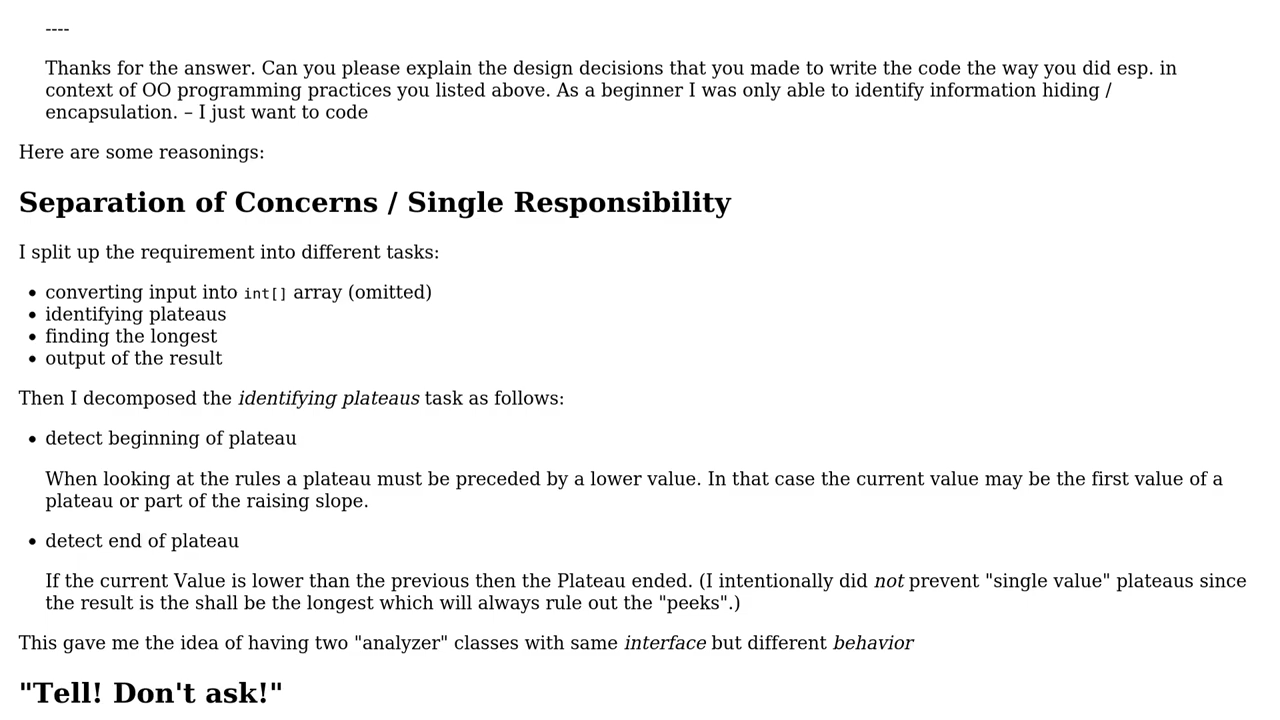 ----
Thanks for the answer. Can you please explain the design decisions that you made to write the code the way you did esp. in
context of OO programming practices you listed above. As a beginner I was only able to identify information hiding /
encapsulation. – I just want to code
Here are some reasonings:
Separation of Concerns / Single Responsibility
I split up the requirement into different tasks:
• converting input into int[] array (omitted)
• identifying plateaus
• finding the longest
• output of the result
Then I decomposed the identifying plateaus task as follows:
• detect beginning of plateau
When looking at the rules a plateau must be preceded by a lower value. In that case the current value may be the first value of a
plateau or part of the raising slope.
• detect end of plateau
If the current Value is lower than the previous then the Plateau ended. (I intentionally did not prevent "single value" plateaus since
the result is the shall be the longest which will always rule out the "peeks".)
This gave me the idea of having two "analyzer" classes with same interface but different behavior
"Tell! Don't ask!"